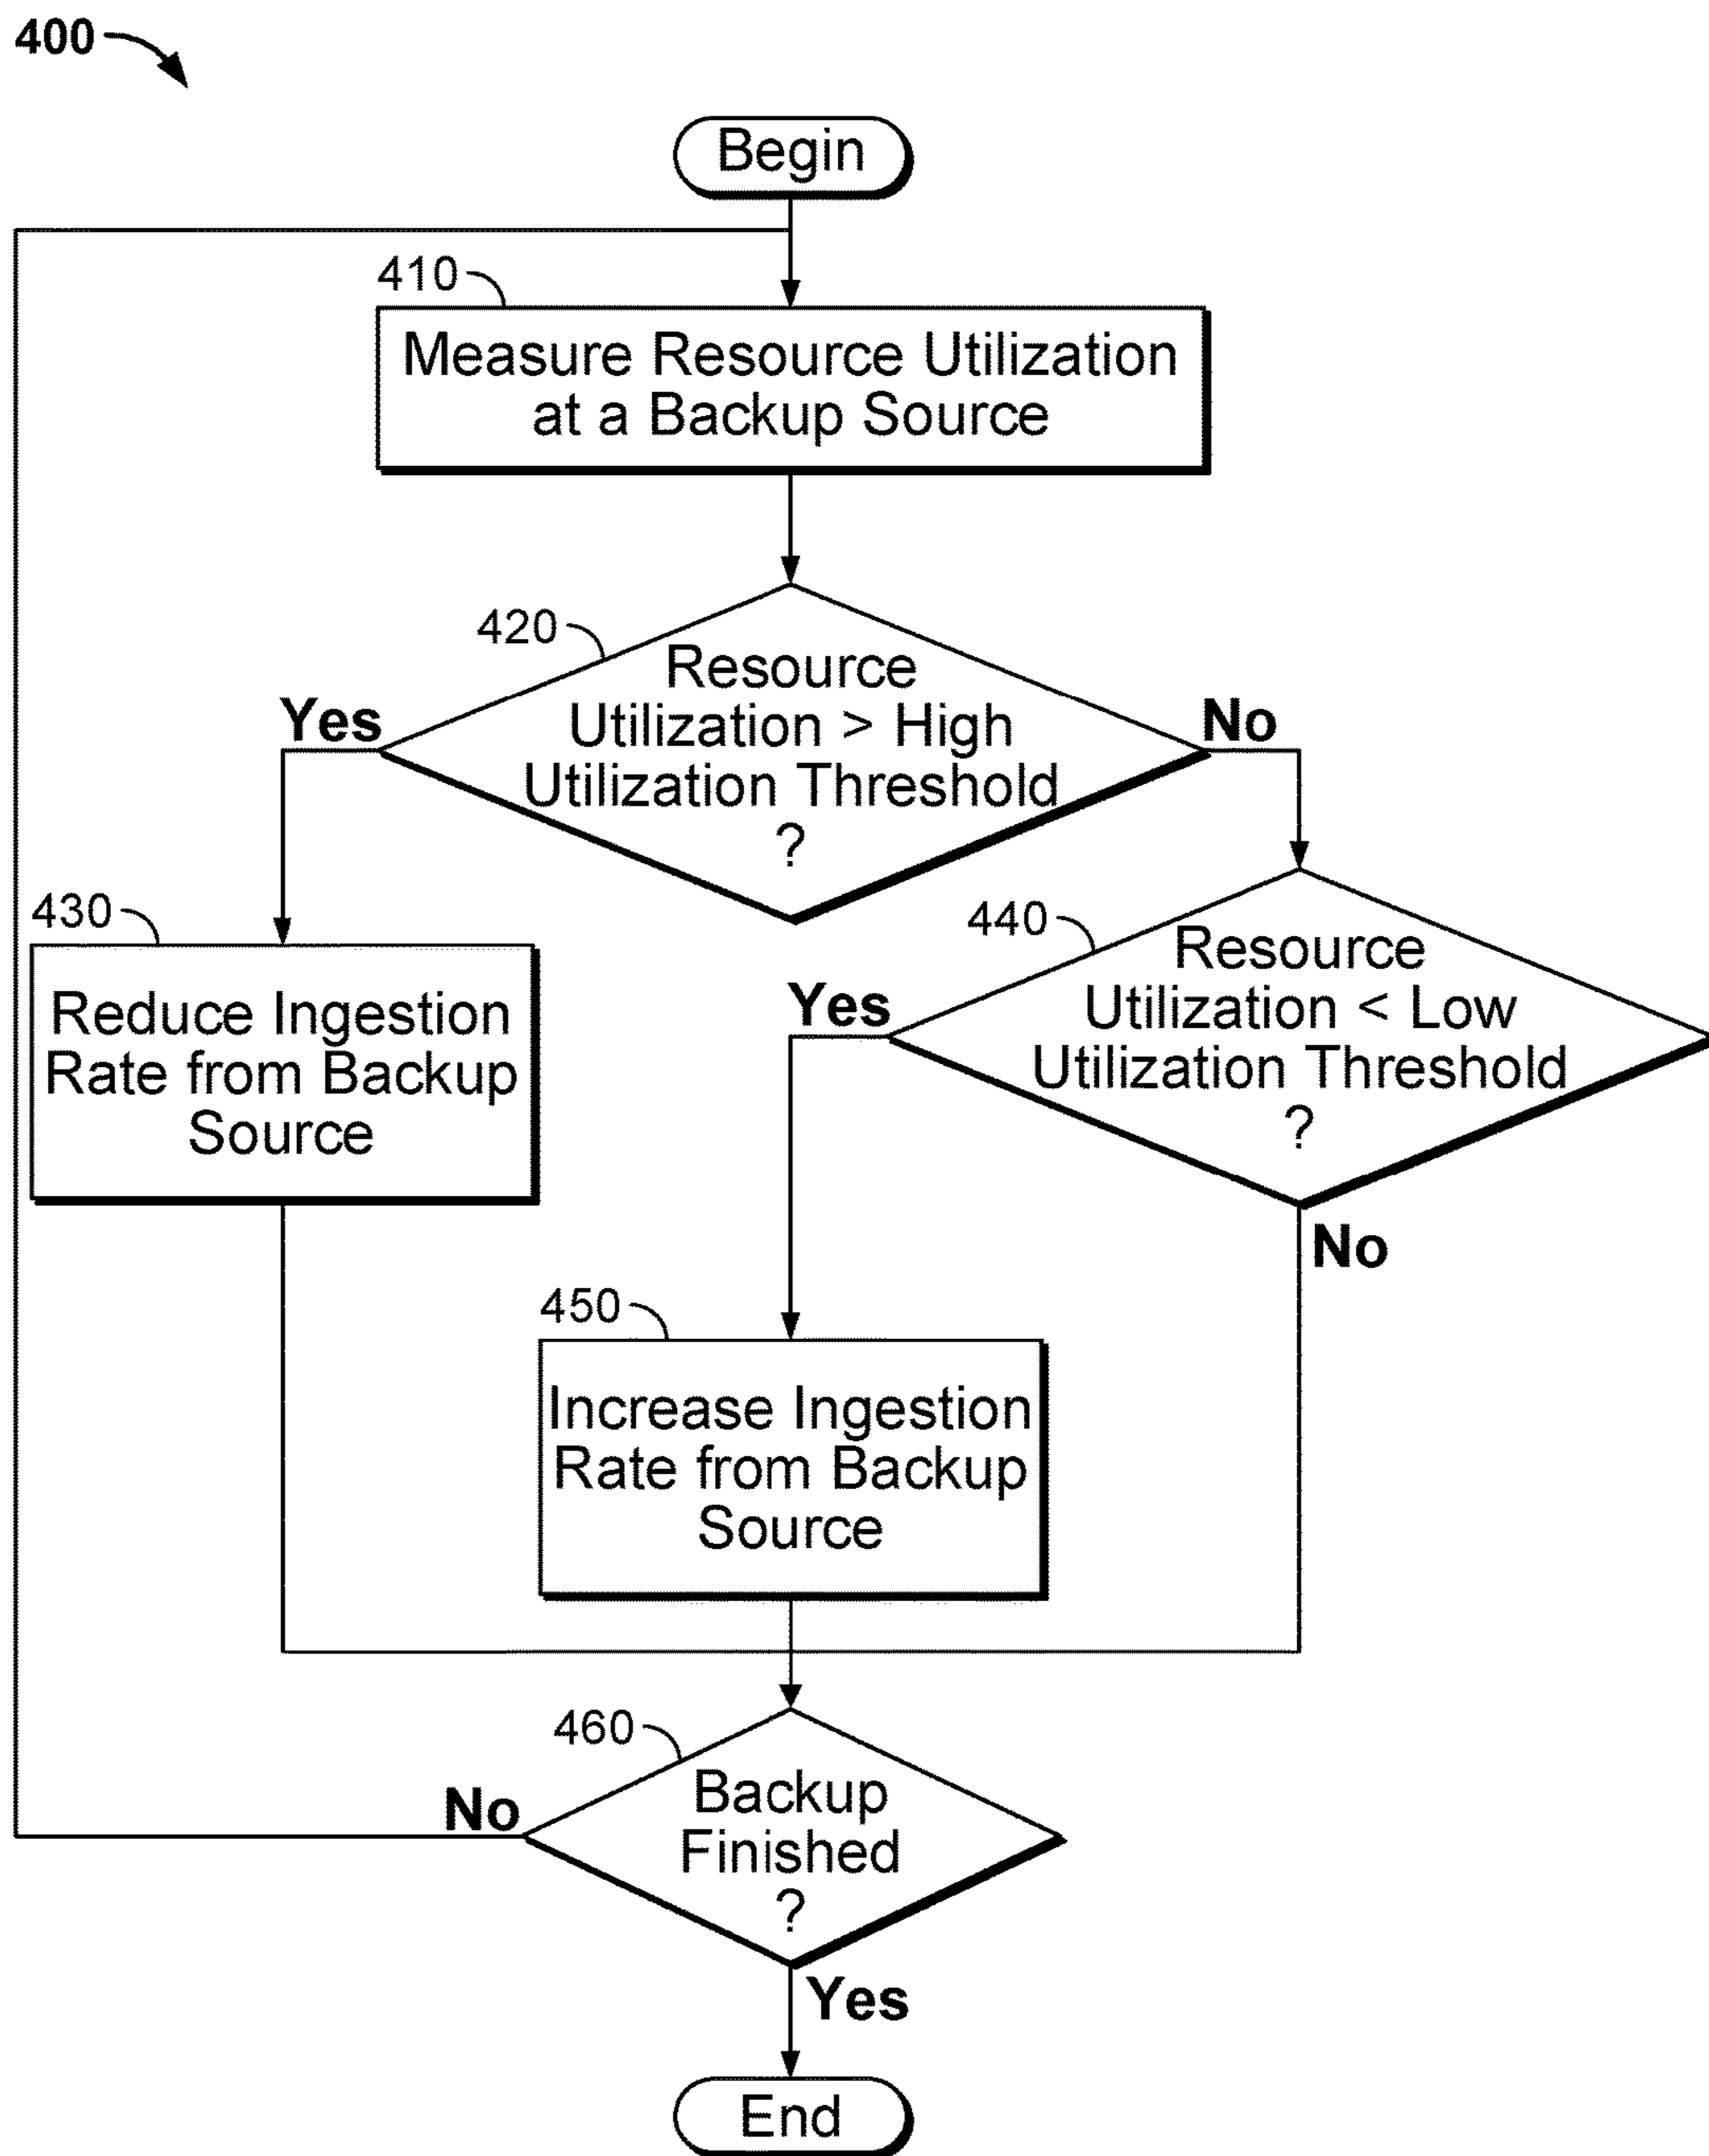 400
Begin
410
Measure Resource Utilization
at a Backup Source
420
Resource
Utilization > High
Utilization Threshold
?
Yes
No
430
Reduce Ingestion
Rate from Backup
Source
440
Resource
Utilization < Low
Utilization Threshold
?
Yes
No
450
Increase Ingestion
Rate from Backup
Source
460
Backup
Finished
?
No
Yes
End